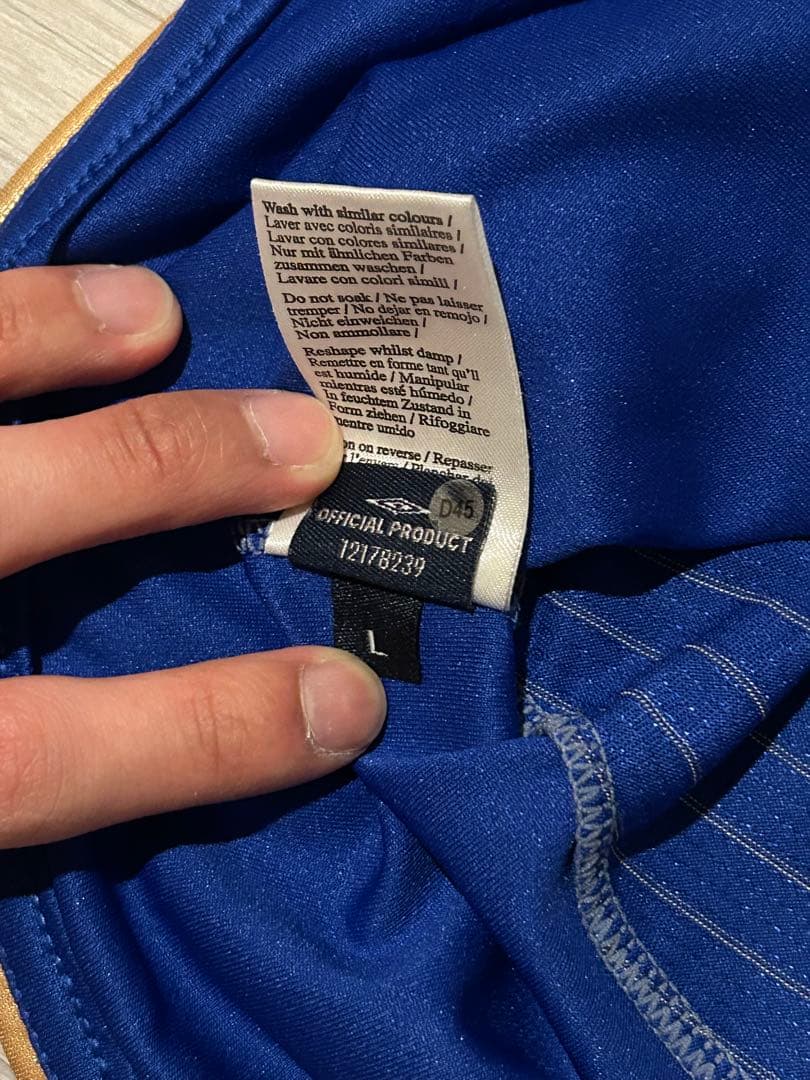 Wash with similar colours /
Laver avec coloris similaires /
Lavar con colores similares /
Nur mit ähnlichen Farben
zusammen waschen /
Lavare con colori simili /
Do not soak / Ne pas laisser
tremper / No dejar en remojo /
Nicht einweichen /
Non ammollare /
Reshape whilst damp /
Remettre en forme tant qu'il
est humide / Manipular
mientras esté húmedo /
In feuchtem Zustand in
Form ziehen / Rifoggiare
mentre umido
on on reverse / Repasser
l'envers / Plancher de
D45
OFFICIAL PRODUCT
12178239
L